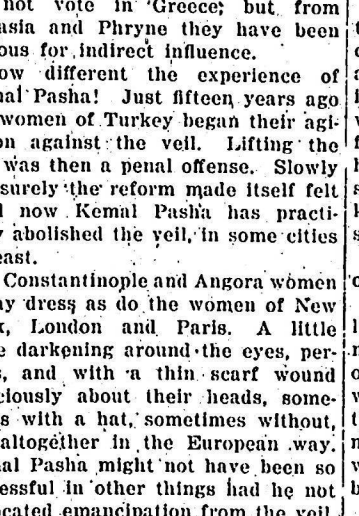 not vote in Greece; but from
asia and Phryne they have been
ous for indirect influence.
ow different the experience of
nal Pasha! Just fifteen years ago
women of Turkey began their agi-
on against the veil. Lifting the
was then a penal offense. Slowly
surely the reform made itself felt
l now Kemal Pasha has practi-
y abolished the veil, in some cities
east.
Constantinople and Angora women
ay dress as do the women of New
k, London and Paris. A little
e darkening around the eyes, per-
s, and with a thin scarf wound
ciously about their heads, some-
s with a hat, sometimes without,
altogether in the European way.
nal Pasha might not have been so
essful in other things had he not
ocated emancipation from the veil